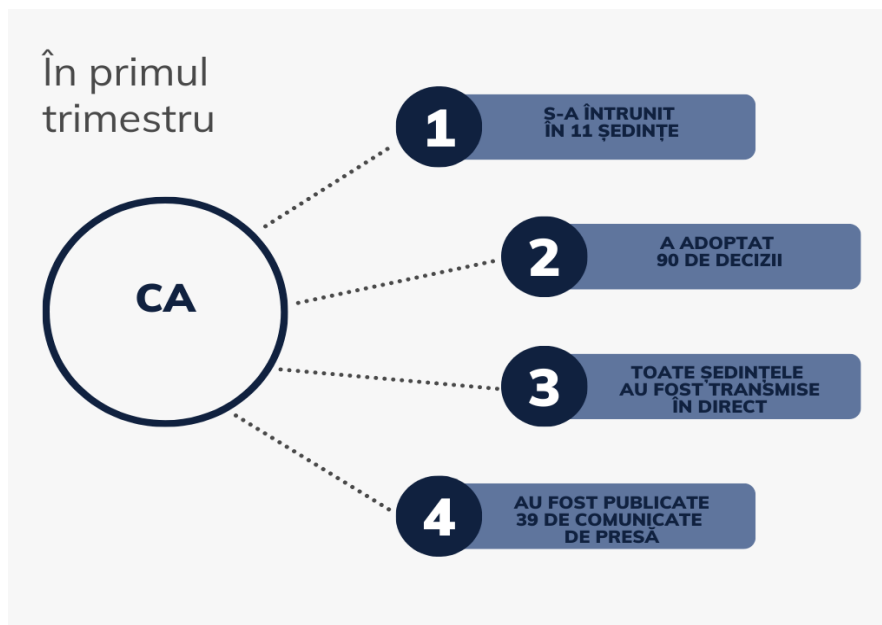 În primul
trimestru
CA
1
S-A ÎNTRUNIT
ÎN 11 ȘEDINȚE
2
A ADOPTAT
90 DE DECIZII
3
TOATE ȘEDINȚELE
AU FOST TRANSMISE
ÎN DIRECT
4
AU FOST PUBLICATE
39 DE COMUNICATE
DE PRESĂ